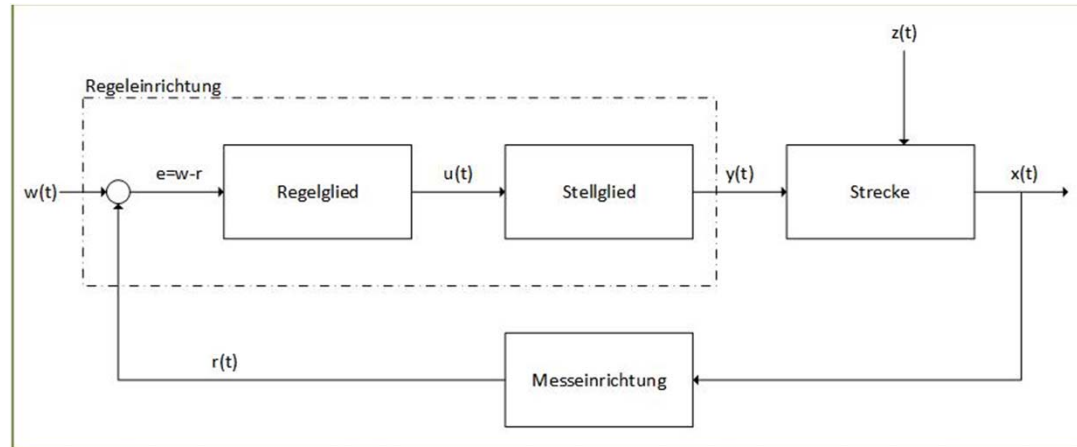 z(t)
Regeleinrichtung
w(t)
e=w-r
Regelglied
u(t)
Stellglied
y(t)
Strecke
x(t)
r(t)
Messeinrichtung